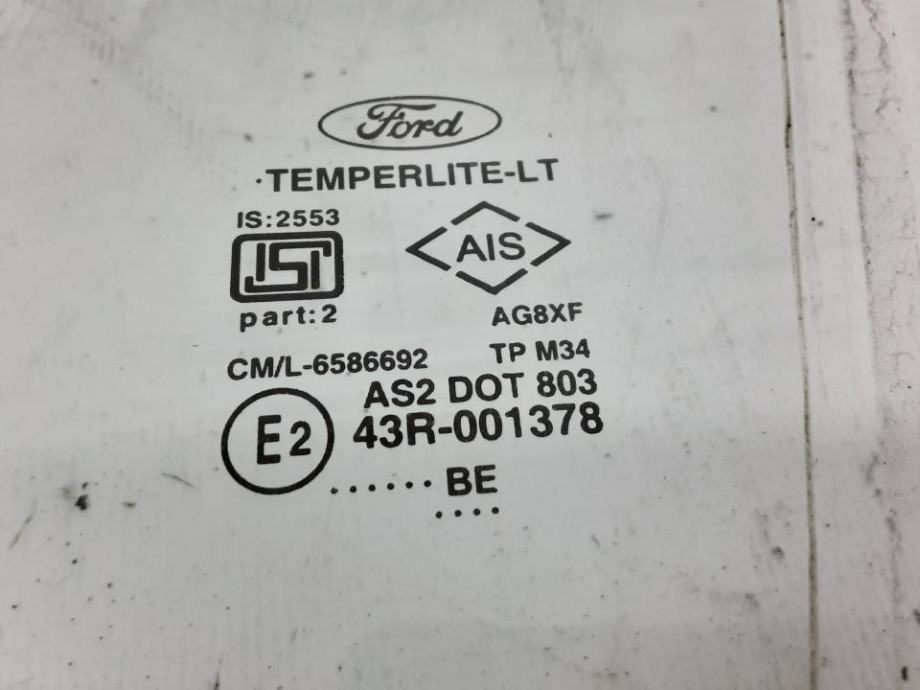 Ford
·TEMPERLITE-LT
IS:2553
ISI
AIS
part:2
AG8XF
CM/L-6586692
TP M34
AS2 DOT 803
E2
43R-001378
...... BE
....